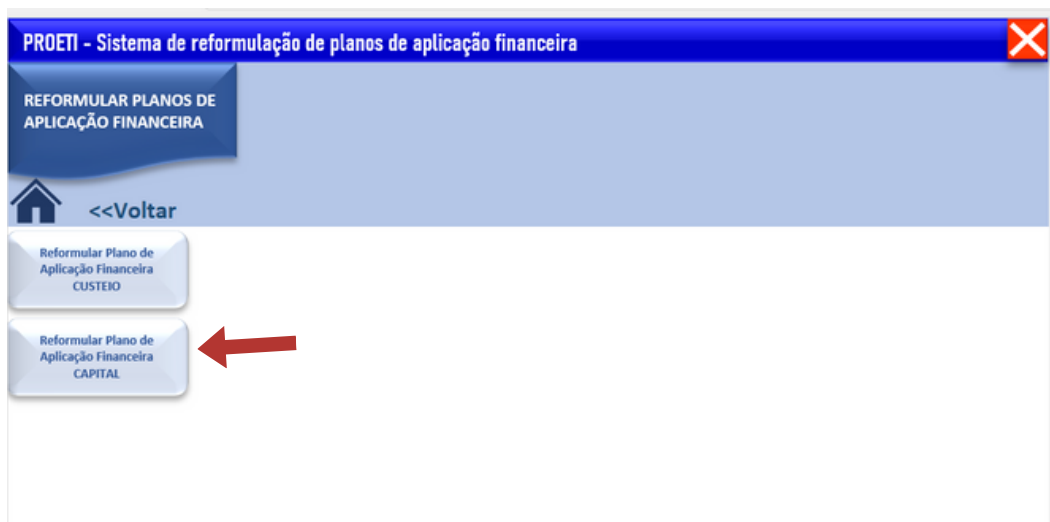 PROETI - Sistema de reformulação de planos de aplicação financeira
REFORMULAR PLANOS DE
APLICAÇÃO FINANCEIRA
<<Voltar
Reformular Plano de
Aplicação Financeira
CUSTEIO
Reformular Plano de
Aplicação Financeira
CAPITAL